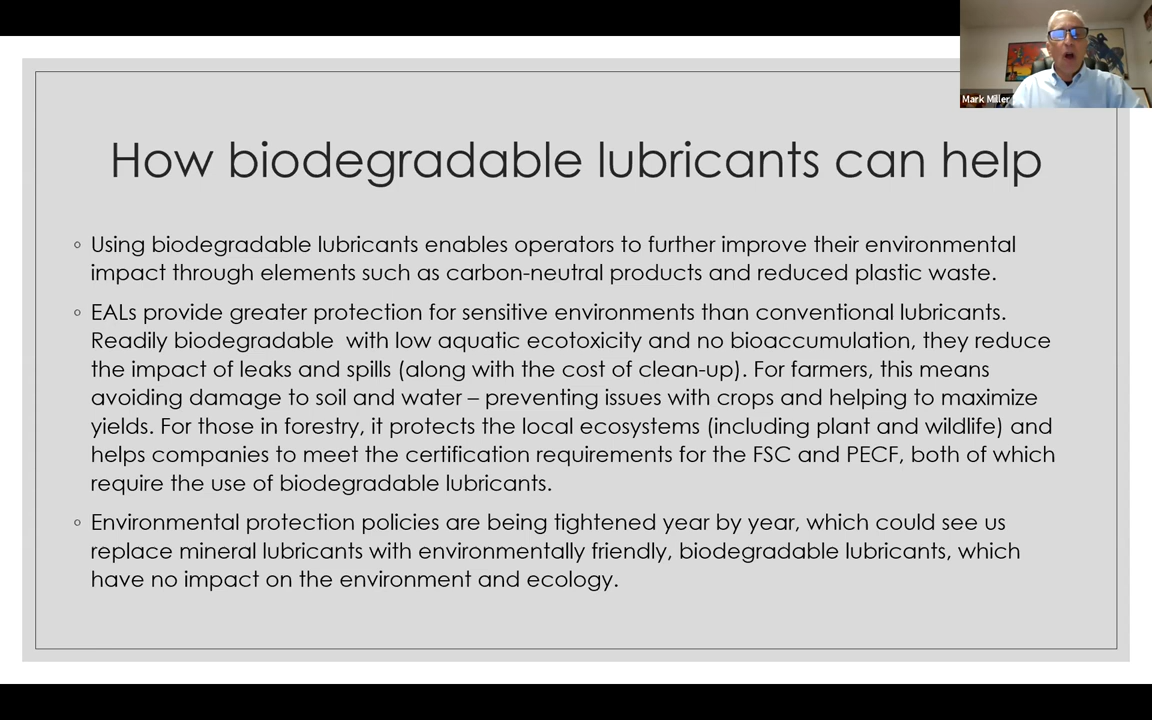 Mark Miller
How biodegradable lubricants can help
◦ Using biodegradable lubricants enables operators to further improve their environmental
impact through elements such as carbon-neutral products and reduced plastic waste.
◦ EALs provide greater protection for sensitive environments than conventional lubricants.
Readily biodegradable  with low aquatic ecotoxicity and no bioaccumulation, they reduce
the impact of leaks and spills (along with the cost of clean-up). For farmers, this means
avoiding damage to soil and water – preventing issues with crops and helping to maximize
yields. For those in forestry, it protects the local ecosystems (including plant and wildlife) and
helps companies to meet the certification requirements for the FSC and PECF, both of which
require the use of biodegradable lubricants.
◦ Environmental protection policies are being tightened year by year, which could see us
replace mineral lubricants with environmentally friendly, biodegradable lubricants, which
have no impact on the environment and ecology.